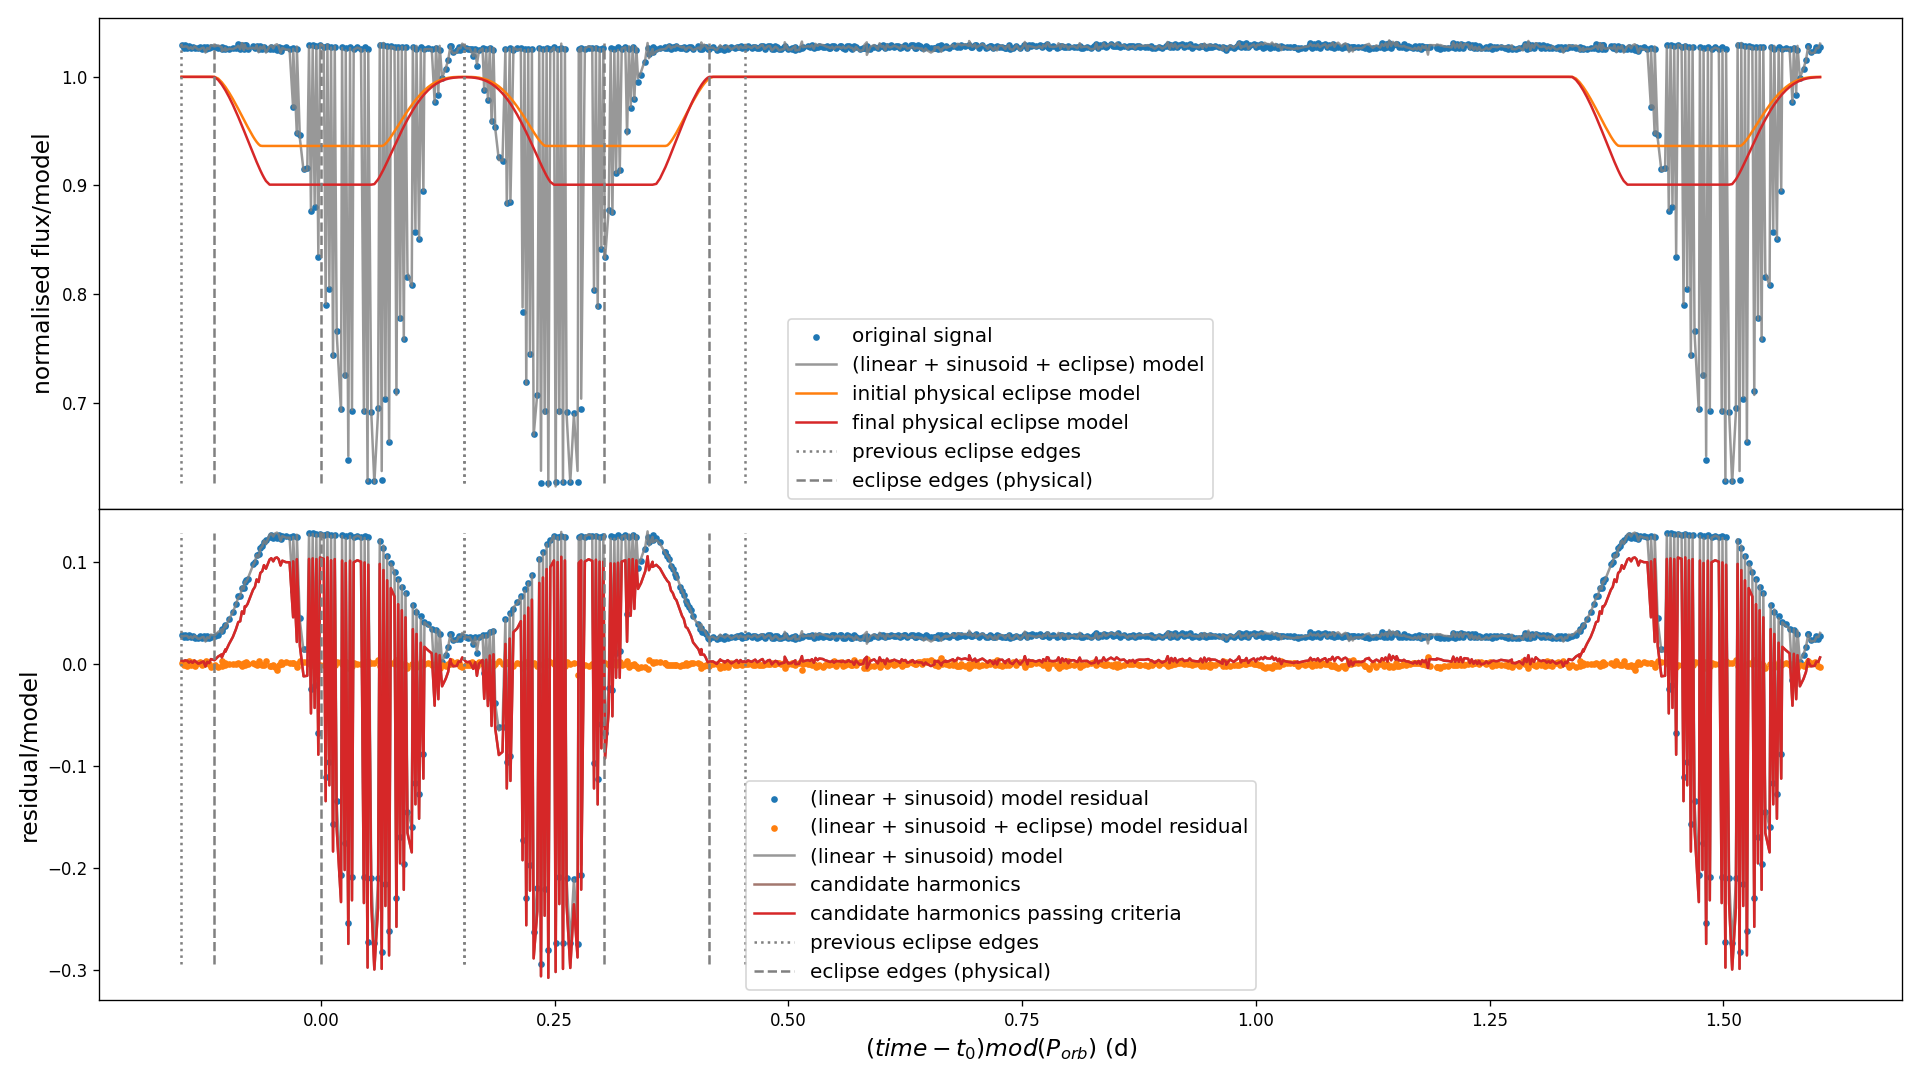 normalised flux/model
1.0
0.9
0.8
0.7
original signal
(linear + sinusoid + eclipse) model
initial physical eclipse model
final physical eclipse model
previous eclipse edges
eclipse edges (physical)
residual/model
0.1
0.0
−0.1
−0.2
−0.3
(linear + sinusoid) model residual
(linear + sinusoid + eclipse) model residual
(linear + sinusoid) model
candidate harmonics
candidate harmonics passing criteria
previous eclipse edges
eclipse edges (physical)
0.00 0.25 0.50 0.75 1.00 1.25 1.50
(time − t₀)mod(Pₒᵣb) (d)